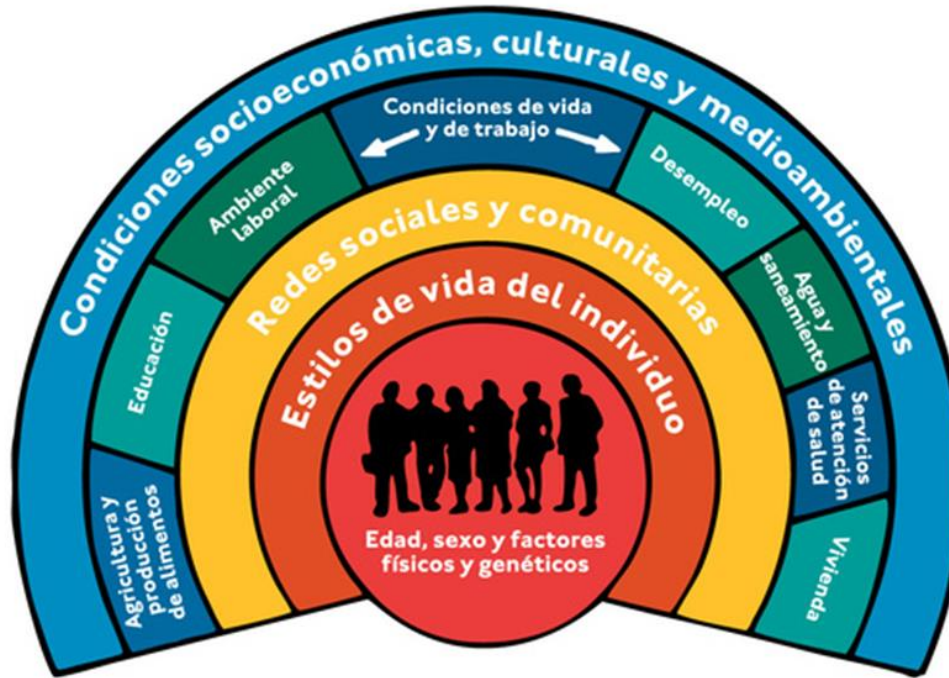 Condiciones socioeconómicas, culturales y medioambientales
Condiciones de vida
y de trabajo
Agricultura y
producción
de alimentos
Educación
Ambiente
laboral
Desempleo
Agua y
saneamiento
Servicios
de atención
de salud
Vivienda
Redes sociales y comunitarias
Estilos de vida del individuo
Edad, sexo y factores
físicos y genéticos